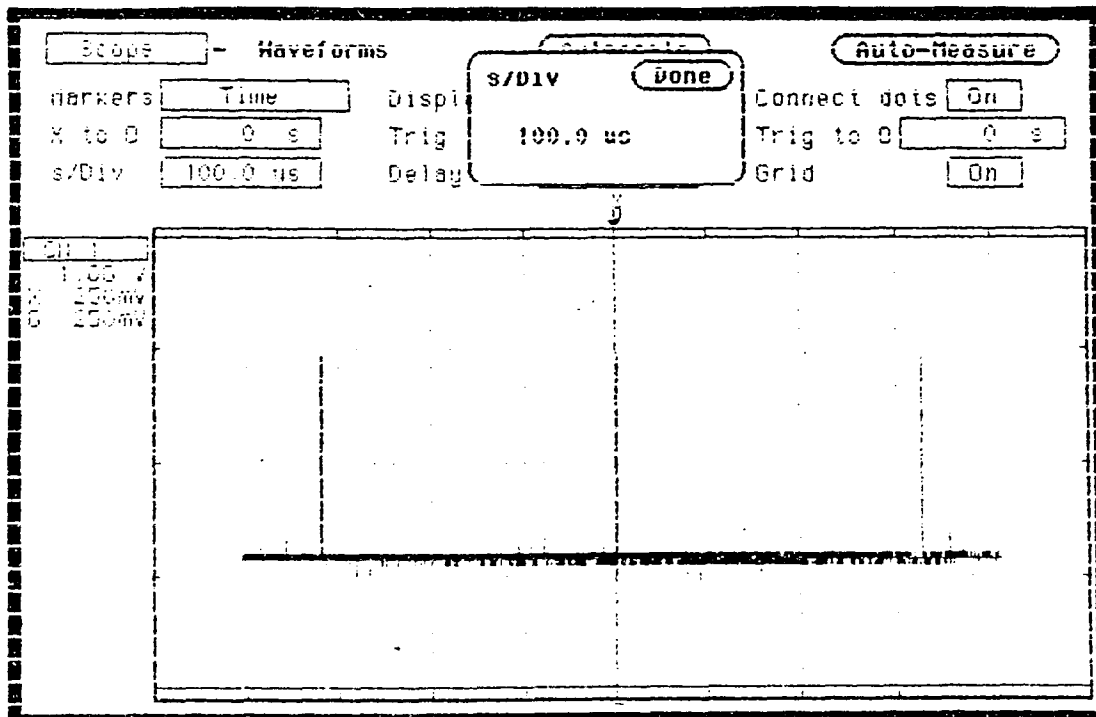 Scope - Waveforms Auto-Measure
s/Div Done
100.0 us
markers Time Displ Connect dots On
X to O 0 s Trig Trig to O 0 s
s/Div 100.0 us Delay Grid On
X
O
CH 1
V
X 250mV
O 250mV